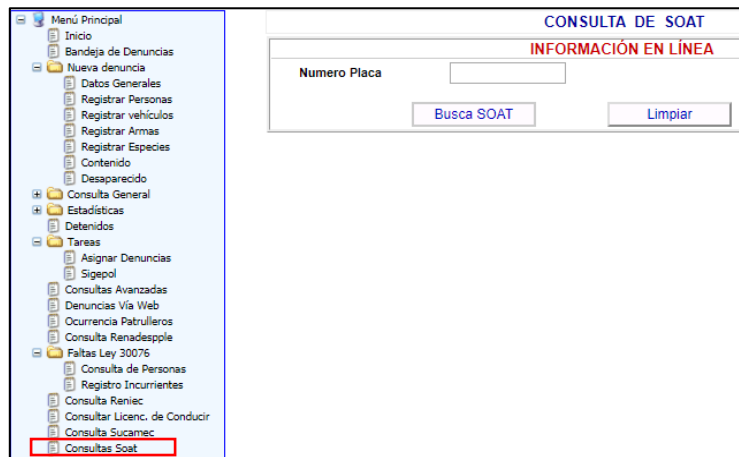 Menú Principal
Inicio
Bandeja de Denuncias
Nueva denuncia
Datos Generales
Registrar Personas
Registrar vehículos
Registrar Armas
Registrar Especies
Contenido
Desaparecido
Consulta General
Estadísticas
Detenidos
Tareas
Asignar Denuncias
Sigepol
Consultas Avanzadas
Denuncias Vía Web
Ocurrencia Patrulleros
Consulta Renadespple
Faltas Ley 30076
Consulta de Personas
Registro Incurrientes
Consulta Reniec
Consultar Licenc. de Conducir
Consulta Sucamec
Consultas Soat
CONSULTA DE SOAT
INFORMACIÓN EN LÍNEA
Numero Placa
Busca SOAT Limpiar